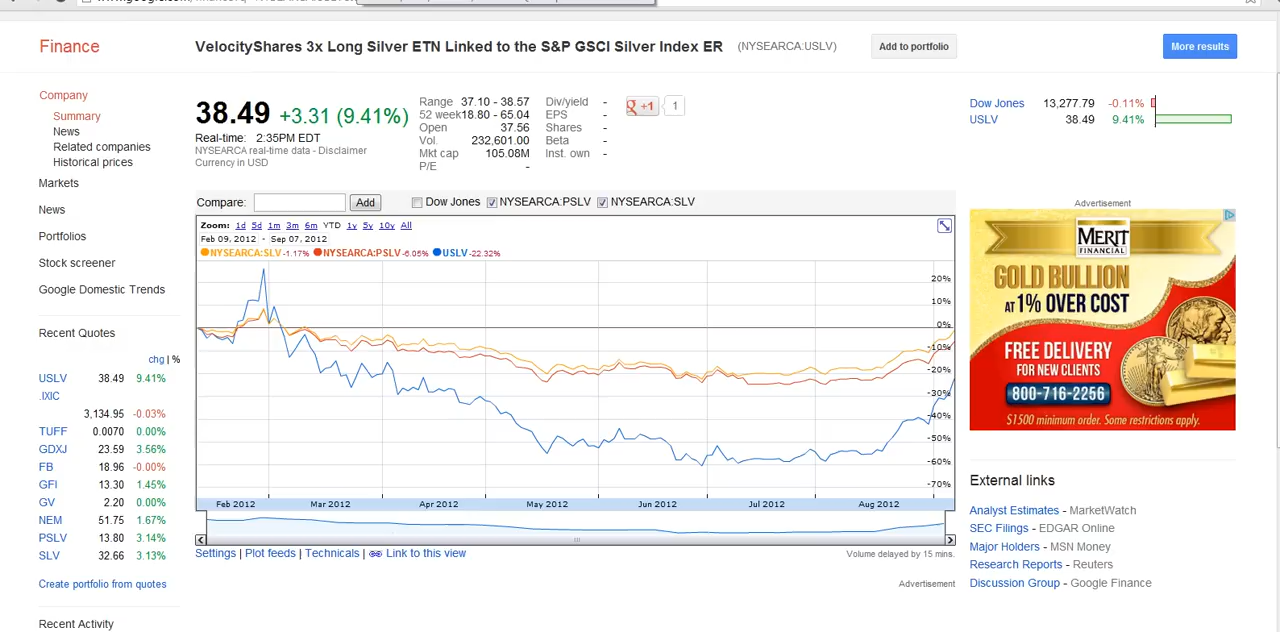 Finance
VelocityShares 3x Long Silver ETN Linked to the S&P GSCI Silver Index ER (NYSEARCA:USLV)
Add to portfolio
More results
Company
Summary
News
Related companies
Historical prices
Markets
News
Portfolios
Stock screener
Google Domestic Trends
Recent Quotes
chg | %
USLV 38.49 9.41%
.IXIC
3,134.95 -0.03%
TUFF 0.0070 0.00%
GDXJ 23.59 3.56%
FB 18.96 -0.00%
GFI 13.30 1.45%
GV 2.20 0.00%
NEM 51.75 1.67%
PSLV 13.80 3.14%
SLV 32.66 3.13%
Create portfolio from quotes
Recent Activity
38.49 +3.31 (9.41%)
Real-time: 2:35PM EDT
NYSEARCA real-time data - Disclaimer
Currency in USD
Range 37.10 - 38.57
52 week 18.80 - 65.04
Open 37.56
Vol. 232,601.00
Mkt cap 105.08M
P/E -
Div/yield -
EPS -
Shares -
Beta -
Inst. own -
g +1 1
Compare: Add Dow Jones NYSEARCA:PSLV NYSEARCA:SLV
Zoom: 1d 5d 1m 3m 6m YTD 1y 5y 10y All
Feb 09, 2012 - Sep 07, 2012
NYSEARCA:SLV -1.17% NYSEARCA:PSLV -6.05% USLV -22.32%
20%
10%
0%
-10%
-20%
-30%
-40%
-50%
-60%
-70%
Feb 2012 Mar 2012 Apr 2012 May 2012 Jun 2012 Jul 2012 Aug 2012
Settings | Plot feeds | Technicals | Link to this view
Volume delayed by 15 mins.
Advertisement
Dow Jones 13,277.79 -0.11%
USLV 38.49 9.41%
Advertisement
MERIT
FINANCIAL
GOLD BULLION
AT 1% OVER COST
FREE DELIVERY
FOR NEW CLIENTS
800-716-2256
$1500 minimum order. Some restrictions apply.
External links
Analyst Estimates - MarketWatch
SEC Filings - EDGAR Online
Major Holders - MSN Money
Research Reports - Reuters
Discussion Group - Google Finance